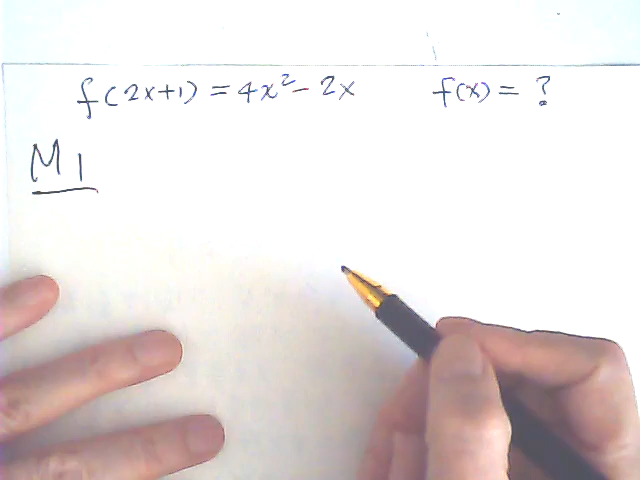 f(2x+1) = 4x² - 2x f(x) = ?
M1